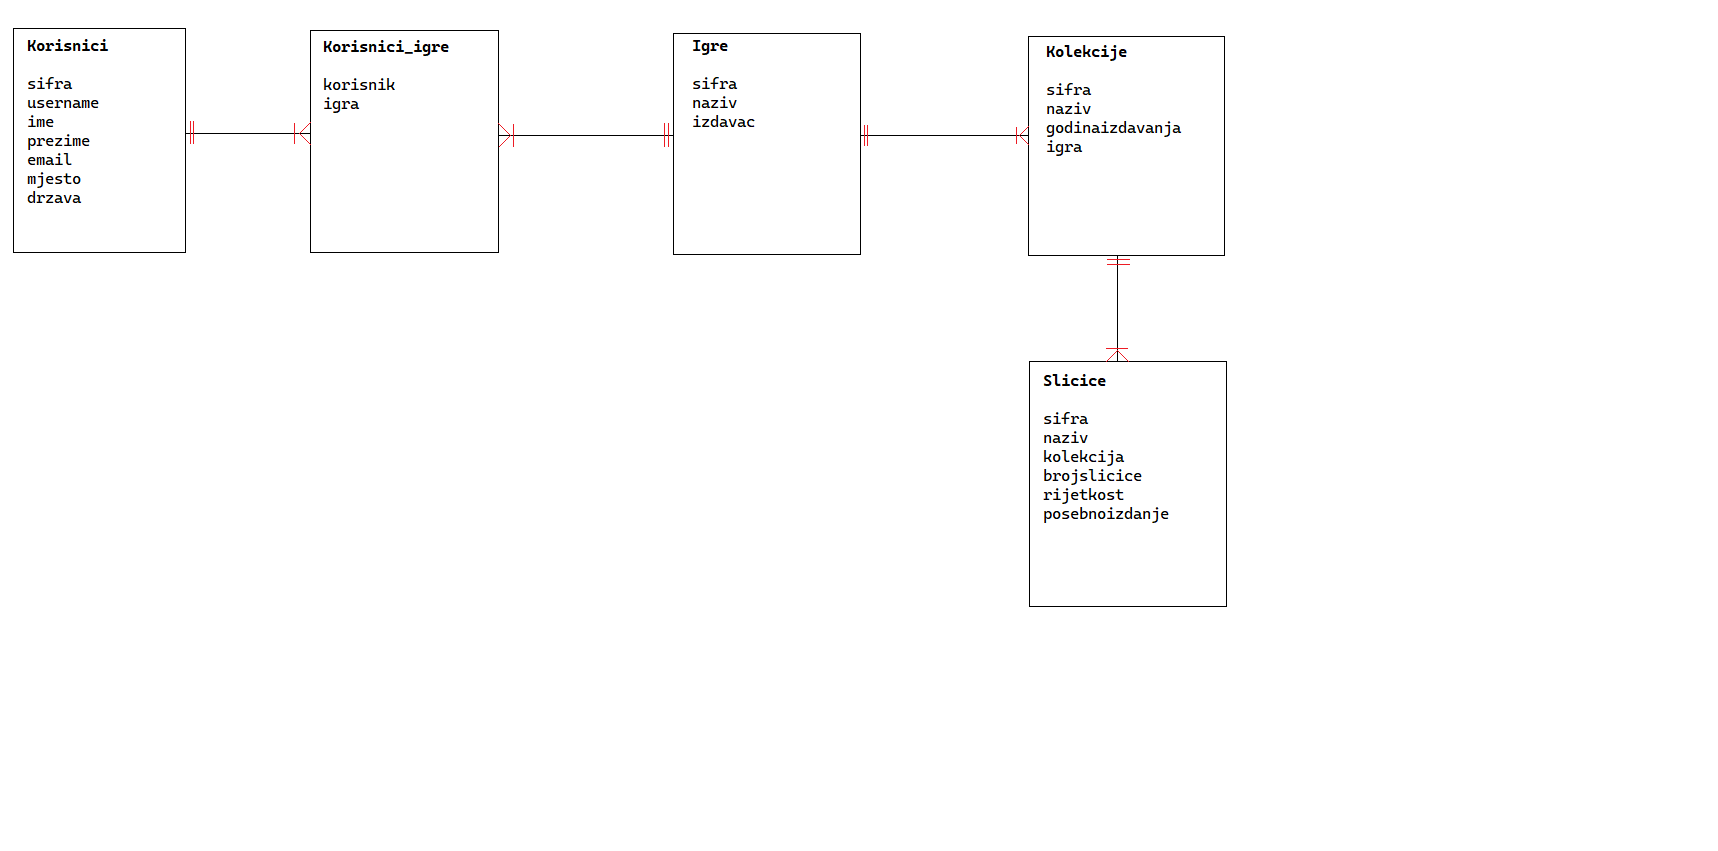 Korisnici
sifra
username
ime
prezime
email
mjesto
drzava
Korisnici_igre
korisnik
igra
Igre
sifra
naziv
izdavac
Kolekcije
sifra
naziv
godinaizdavanja
igra
Slicice
sifra
naziv
kolekcija
brojslicice
rijetkost
posebnoizdanje